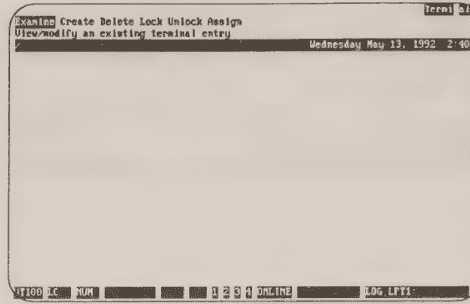 Terminal
Examine Create Delete Lock Unlock Assign
View/modify an existing terminal entry
/ Wednesday May 13, 1992 2:40
VT100 LC NUM 1 2 3 4 ONLINE LOG LPT1: